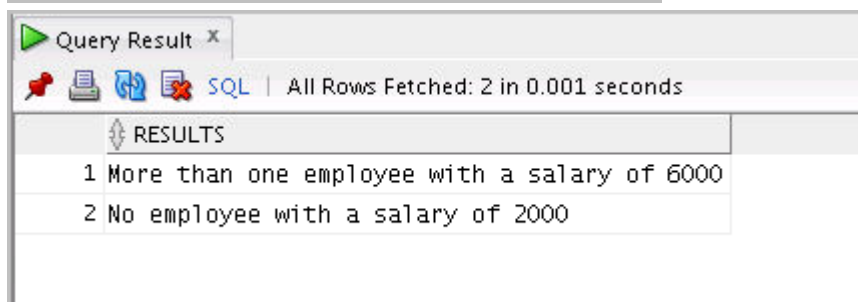 Query Result x
SQL | All Rows Fetched: 2 in 0.001 seconds
RESULTS
1 More than one employee with a salary of 6000
2 No employee with a salary of 2000